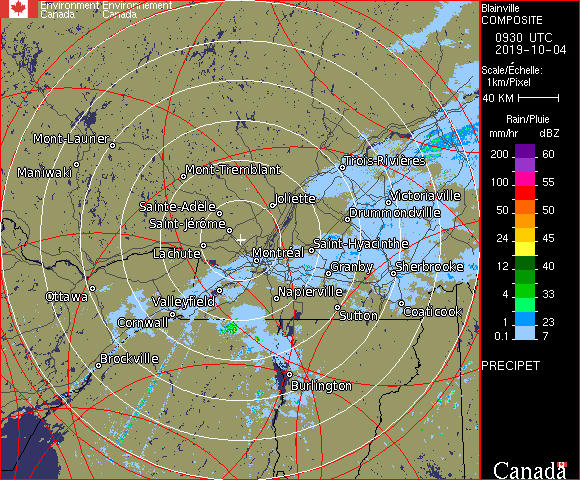 Environment Environnement
Canada Canada
Blainville
COMPOSITE
0930 UTC
2019-10-04
Scale/Échelle:
1km/Pixel
40 KM
Rain/Pluie
mm/hr dBZ
200 60
100 55
50 50
24 45
12 40
4 33
1 23
0.1 7
PRECIPET
Canada
Mont-Laurier
Maniwaki
Mont-Tremblant
Trois-Rivières
Sainte-Adèle
Joliette
Victoriaville
Saint-Jérôme
Drummondville
Lachute
Montréal
Saint-Hyacinthe
Granby
Sherbrooke
Ottawa
Valleyfield
Napierville
Cornwall
Sutton
Coaticook
Brockville
Burlington